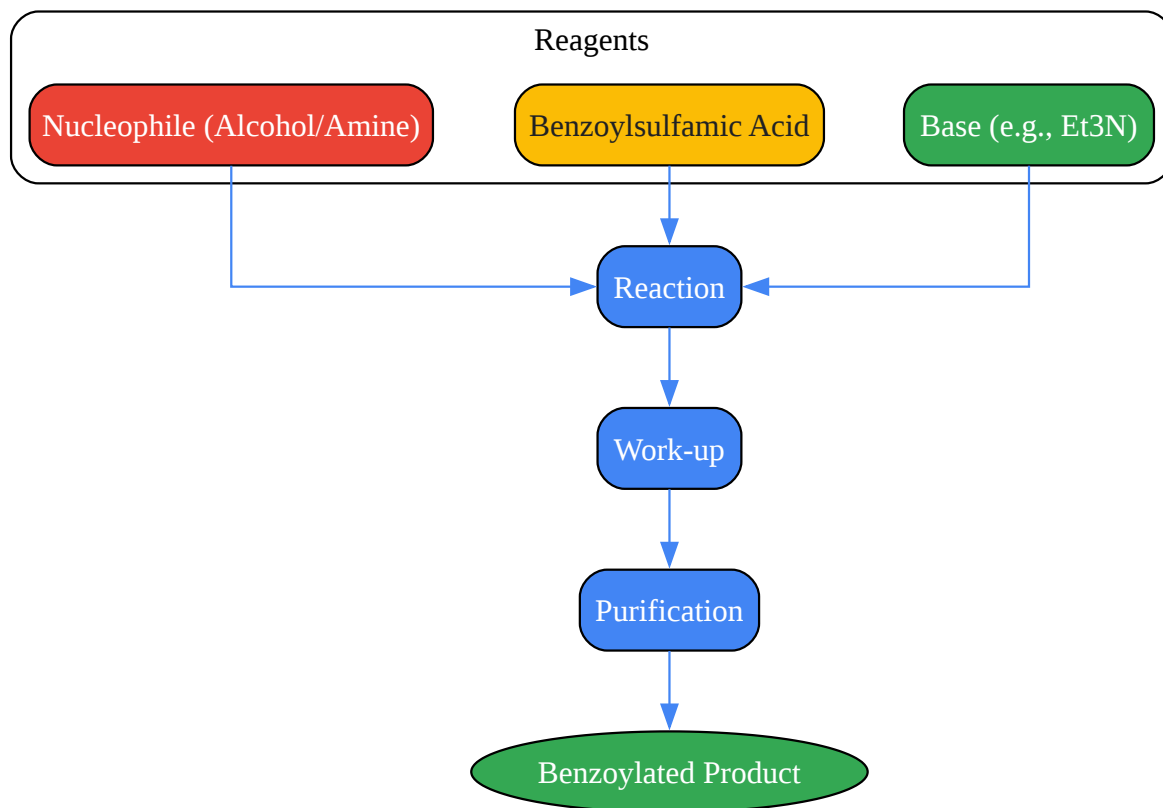 Reagents
Nucleophile (Alcohol/Amine)
Benzoylsulfamic Acid
Base (e.g., Et3N)
Reaction
Work-up
Purification
Benzoylated Product